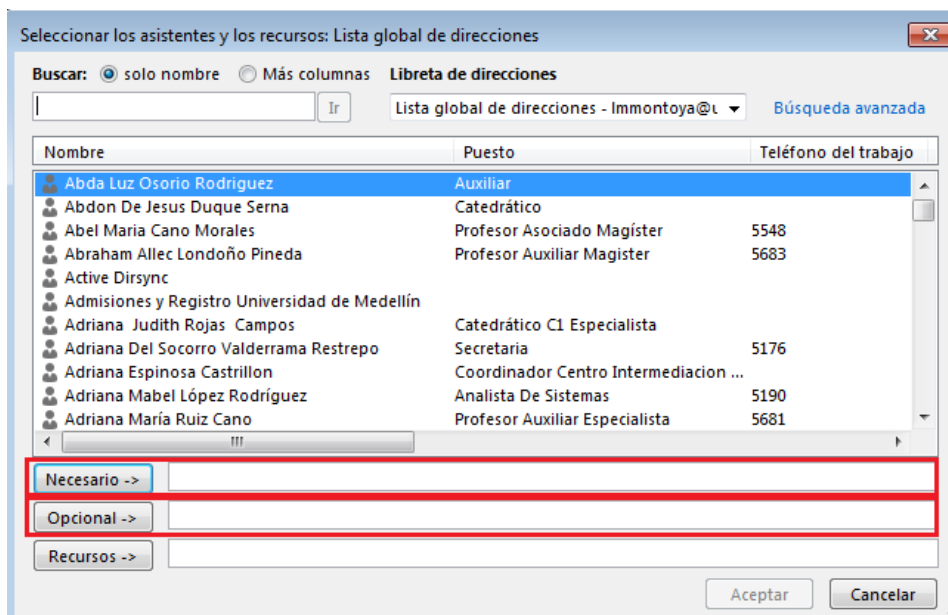 Seleccionar los asistentes y los recursos: Lista global de direcciones
Buscar: solo nombre Más columnas Libreta de direcciones
Ir Lista global de direcciones - lmmontoya@u Búsqueda avanzada
Nombre Puesto Teléfono del trabajo
Abda Luz Osorio Rodriguez Auxiliar
Abdon De Jesus Duque Serna Catedrático
Abel Maria Cano Morales Profesor Asociado Magíster 5548
Abraham Allec Londoño Pineda Profesor Auxiliar Magister 5683
Active Dirsync
Admisiones y Registro Universidad de Medellín
Adriana Judith Rojas Campos Catedrático C1 Especialista
Adriana Del Socorro Valderrama Restrepo Secretaria 5176
Adriana Espinosa Castrillon Coordinador Centro Intermediacion ...
Adriana Mabel López Rodríguez Analista De Sistemas 5190
Adriana María Ruiz Cano Profesor Auxiliar Especialista 5681
Necesario ->
Opcional ->
Recursos ->
Aceptar Cancelar